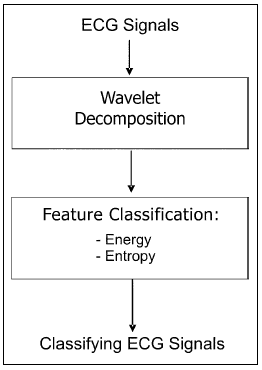 ECG Signals
Wavelet
Decomposition
Feature Classification:
- Energy
- Entropy
Classifying ECG Signals